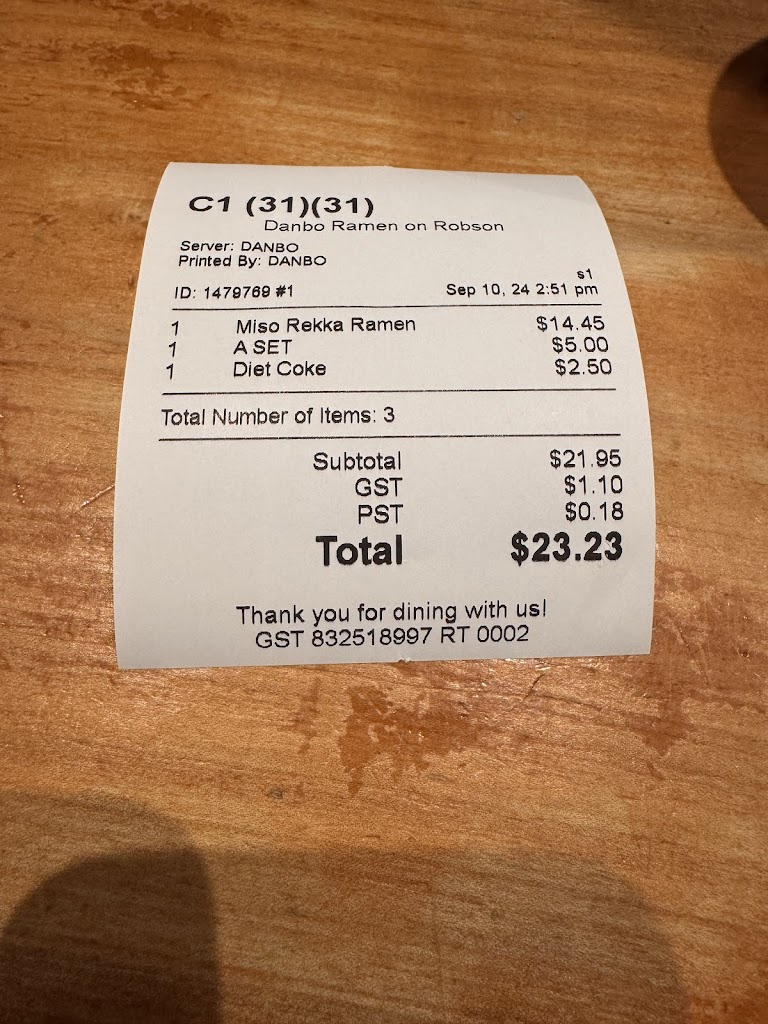 C1 (31)(31)
Danbo Ramen on Robson
Server: DANBO
Printed By: DANBO
s1
ID: 1479769 #1 Sep 10, 24 2:51 pm
1 Miso Rekka Ramen $14.45
1 A SET $5.00
1 Diet Coke $2.50
Total Number of Items: 3
Subtotal $21.95
GST $1.10
PST $0.18
Total $23.23
Thank you for dining with us!
GST 832518997 RT 0002